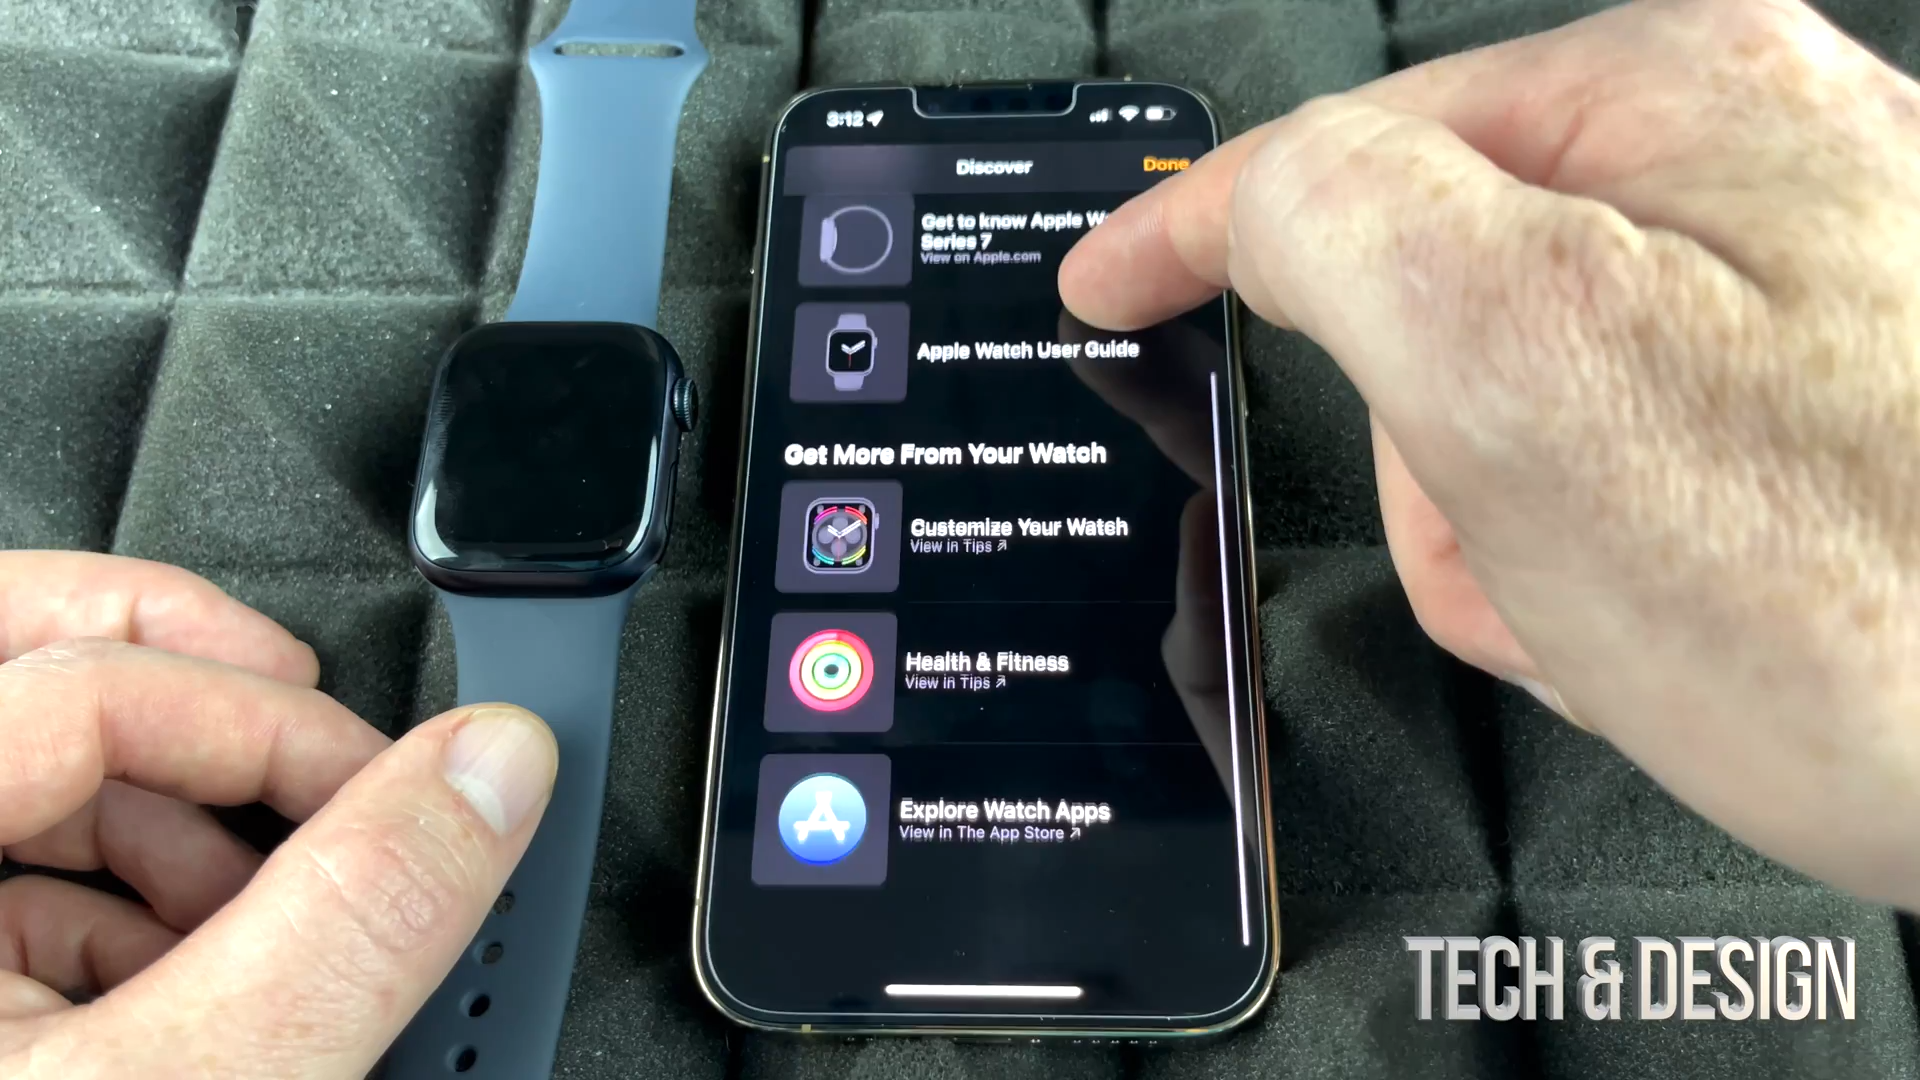 3:12
Discover
Done
Get to know Apple
Series 7
View on Apple.com
Apple Watch User Guide
Get More From Your Watch
Customize Your Watch
View in Tips ↗
Health & Fitness
View in Tips ↗
Explore Watch Apps
View in The App Store ↗
TECH & DESIGN